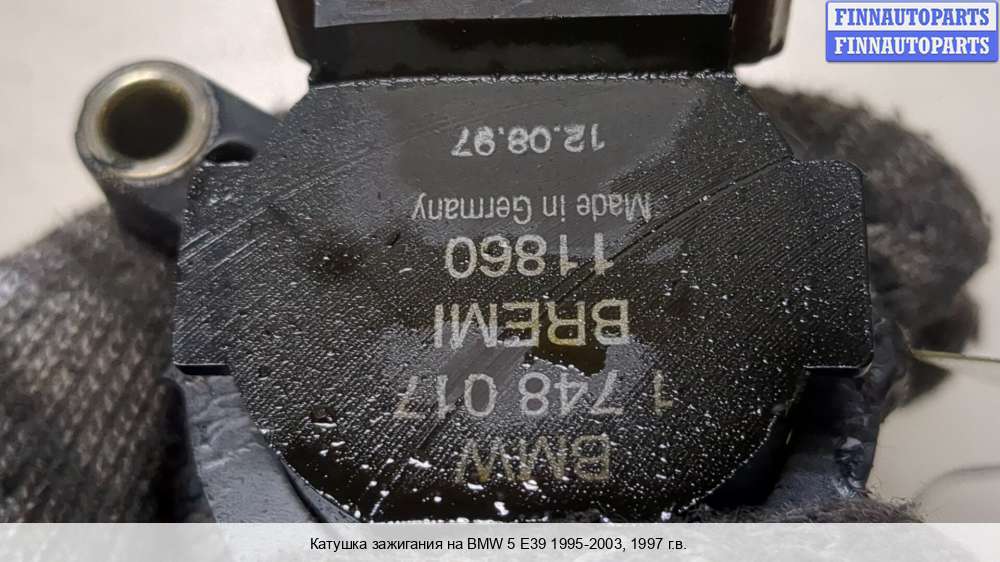 FINNAUTOPARTS
FINNAUTOPARTS
BMW
1 748 017
BREMI
11860
Made in Germany
12.08.97
Катушка зажигания на BMW 5 E39 1995-2003, 1997 г.в.